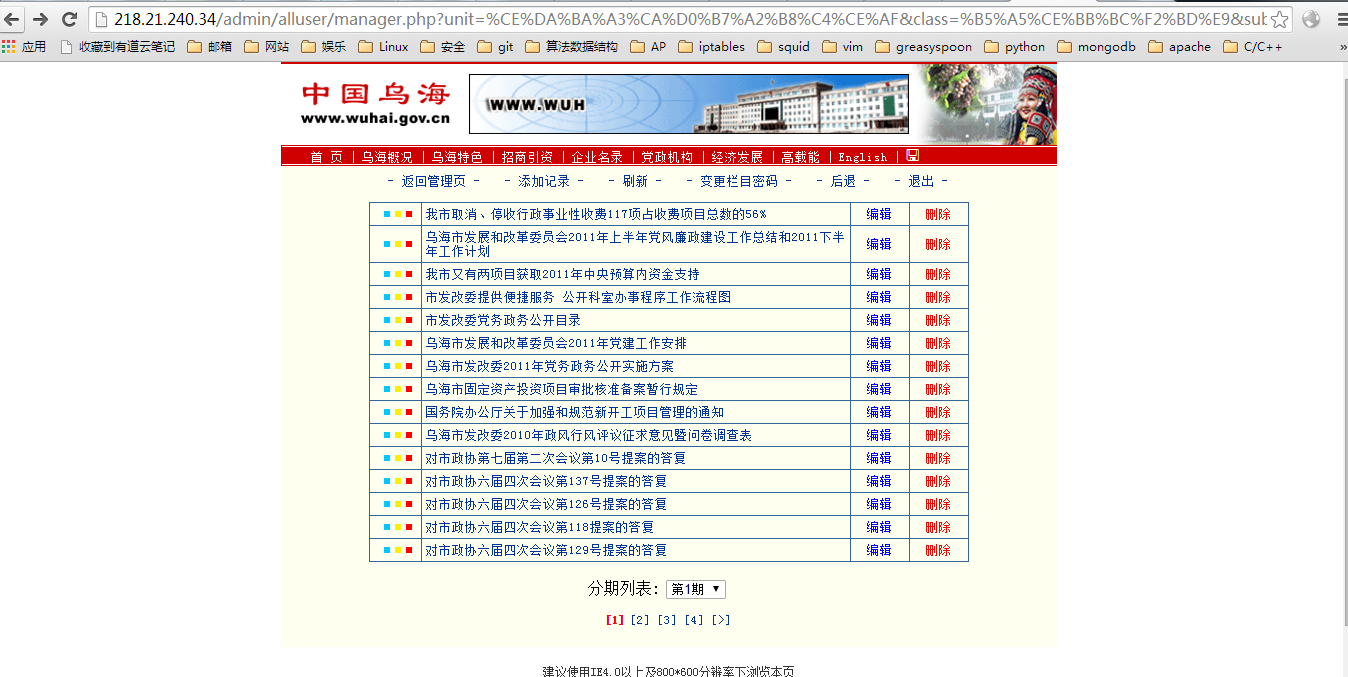 218.21.240.34/admin/alluser/manager.php?unit=%CE%DA%BA%A3%CA%D0%B7%A2%B8%C4%CE%AF&class=%B5%A5%CE%BB%BC%F2%BD%E9&sub
应用 收藏到有道云笔记 邮箱 网站 娱乐 Linux 安全 git 算法数据结构 AP iptables squid vim greasyspoon python mongodb apache C/C++ »
中国乌海
www.wuhai.gov.cn
WWW.WUH
首 页 | 乌海概况 | 乌海特色 | 招商引资 | 企业名录 | 党政机构 | 经济发展 | 高载能 | English |
- 返回管理页 - - 添加记录 - - 刷新 - - 变更栏目密码 - - 后退 - - 退出 -
我市取消、停收行政事业性收费117项占收费项目总数的56% 编辑 删除
乌海市发展和改革委员会2011年上半年党风廉政建设工作总结和2011下半
年工作计划 编辑 删除
我市又有两项目获取2011年中央预算内资金支持 编辑 删除
市发改委提供便捷服务 公开科室办事程序工作流程图 编辑 删除
市发改委党务政务公开目录 编辑 删除
乌海市发展和改革委员会2011年党建工作安排 编辑 删除
乌海市发改委2011年党务政务公开实施方案 编辑 删除
乌海市固定资产投资项目审批核准备案暂行规定 编辑 删除
国务院办公厅关于加强和规范新开工项目管理的通知 编辑 删除
乌海市发改委2010年政风行风评议征求意见暨问卷调查表 编辑 删除
对市政协第七届第二次会议第10号提案的答复 编辑 删除
对市政协六届四次会议第137号提案的答复 编辑 删除
对市政协六届四次会议第126号提案的答复 编辑 删除
对市政协六届四次会议第118提案的答复 编辑 删除
对市政协六届四次会议第129号提案的答复 编辑 删除
分期列表： 第1期
[1] [2] [3] [4] [>]
建议使用IE4.0以上及800*600分辨率下浏览本页